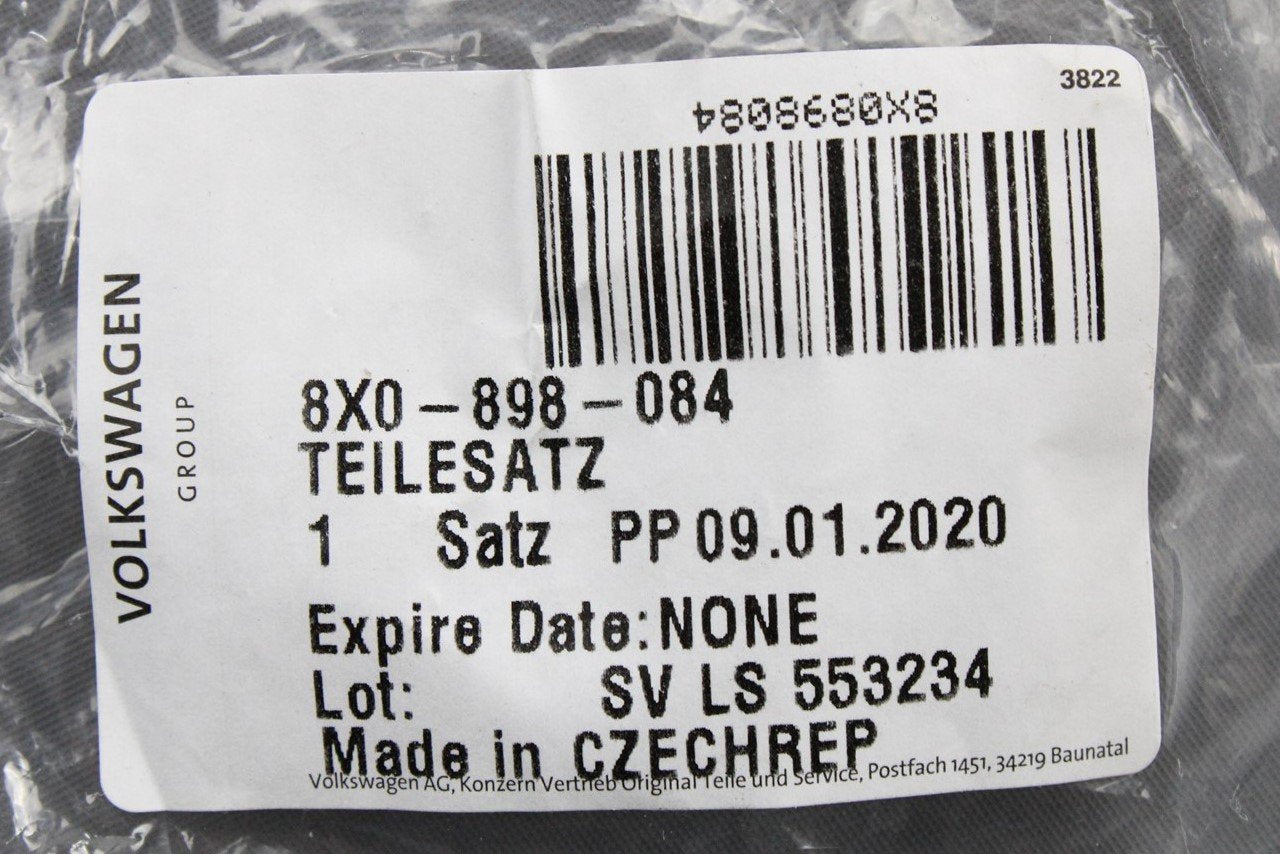 3822
8X0898084
VOLKSWAGEN
GROUP
8X0-898-084
TEILESATZ
1 Satz PP 09.01.2020
Expire Date:NONE
Lot: SV LS 553234
Made in CZECHREP
Volkswagen AG, Konzern Vertrieb Original Teile und Service, Postfach 1451, 34219 Baunatal